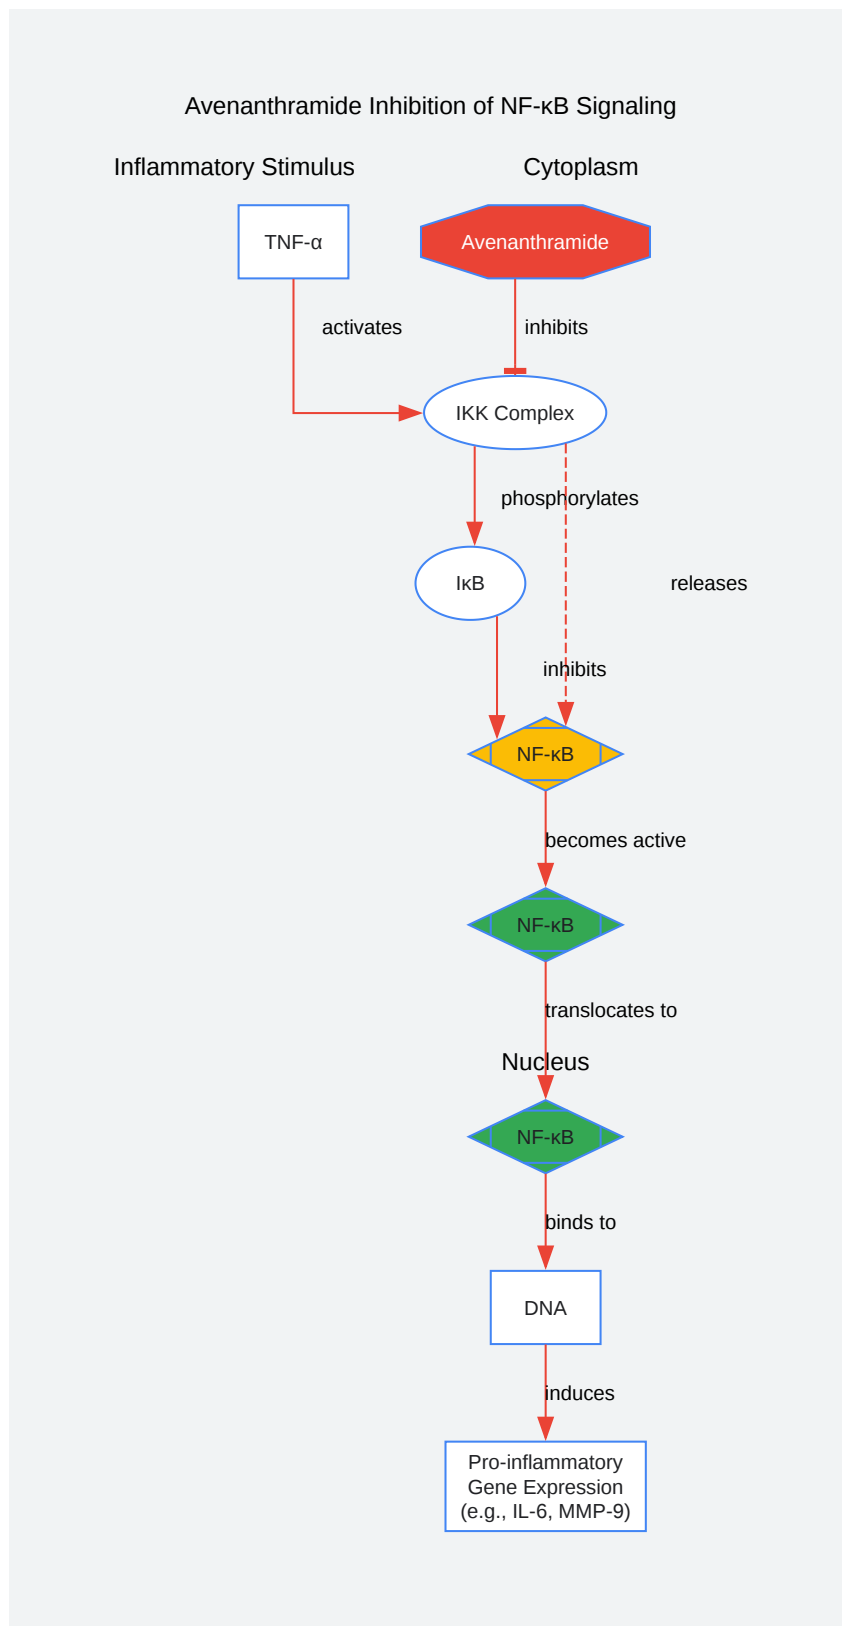 Avenanthramide Inhibition of NF-κB Signaling
Inflammatory Stimulus
Cytoplasm
TNF-α
Avenanthramide
activates
inhibits
IKK Complex
phosphorylates
IκB
releases
inhibits
NF-κB
becomes active
NF-κB
translocates to
Nucleus
NF-κB
binds to
DNA
induces
Pro-inflammatory
Gene Expression
(e.g., IL-6, MMP-9)